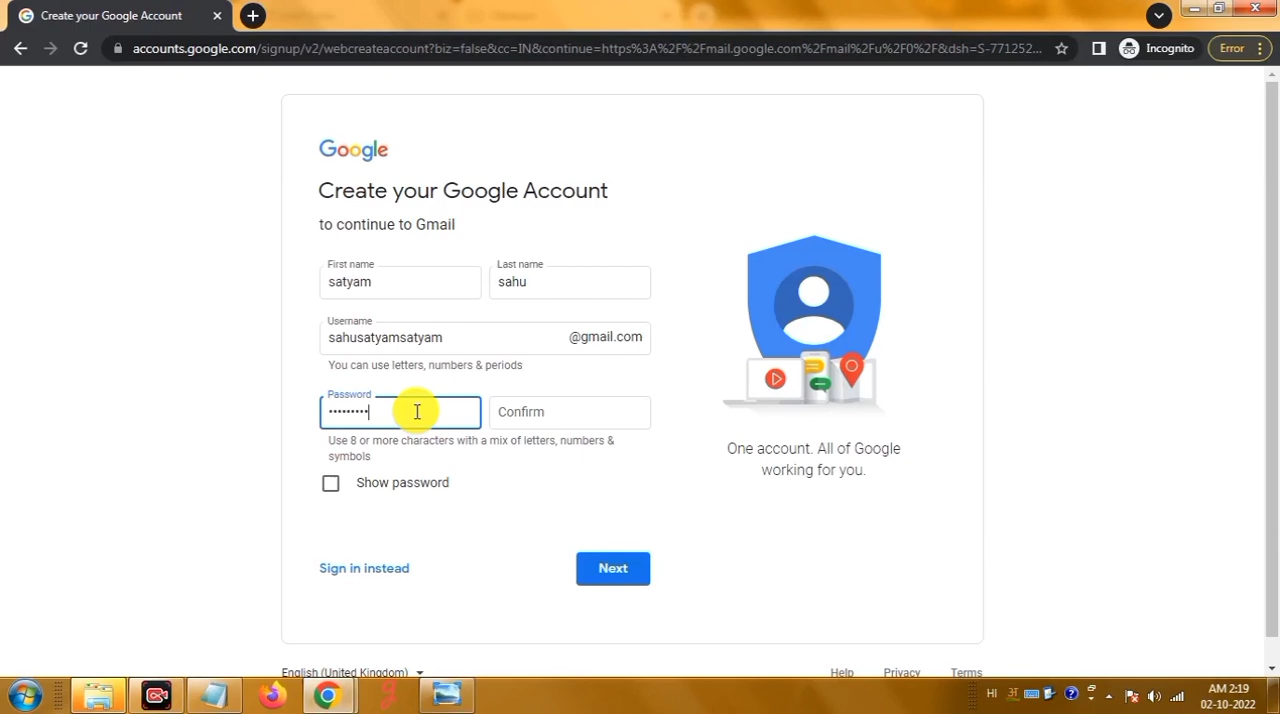 Create your Google Account
accounts.google.com/signup/v2/webcreateaccount?biz=false&cc=IN&continue=https%3A%2F%2Fmail.google.com%2Fmail%2Fu%2F0%2F&dsh=S-771252...
Incognito
Error
Google
Create your Google Account
to continue to Gmail
First name
Last name
satyam
sahu
Username
sahusatyamsatyam
@gmail.com
You can use letters, numbers & periods
Password
•••••••••
Confirm
Use 8 or more characters with a mix of letters, numbers &
symbols
Show password
One account. All of Google
working for you.
Sign in instead
Next
English (United Kingdom)
Help
Privacy
Terms
HI
AM 2:19
02-10-2022